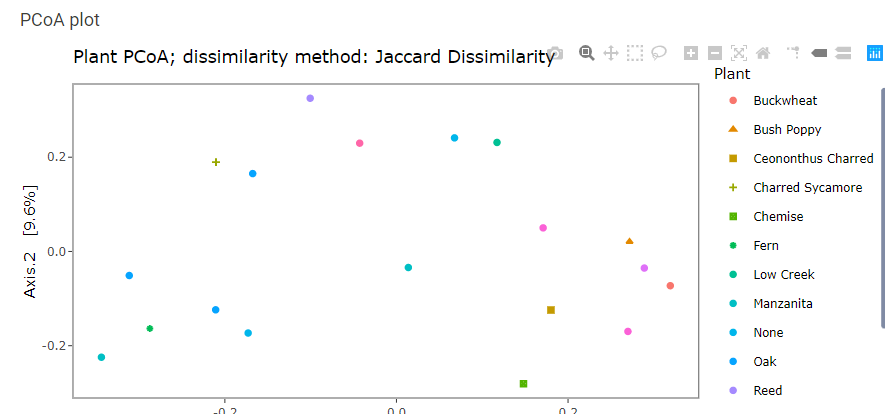 PCoA plot
Plant PCoA; dissimilarity method: Jaccard Dissimilarity
Plant
Buckwheat
Bush Poppy
Ceononthus Charred
Charred Sycamore
Chemise
Fern
Low Creek
Manzanita
None
Oak
Reed
Axis.2 [9.6%]
0.2
0.0
-0.2
-0.2
0.0
0.2